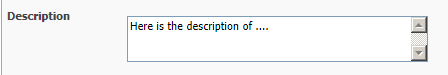 Description
Here is the description of ....